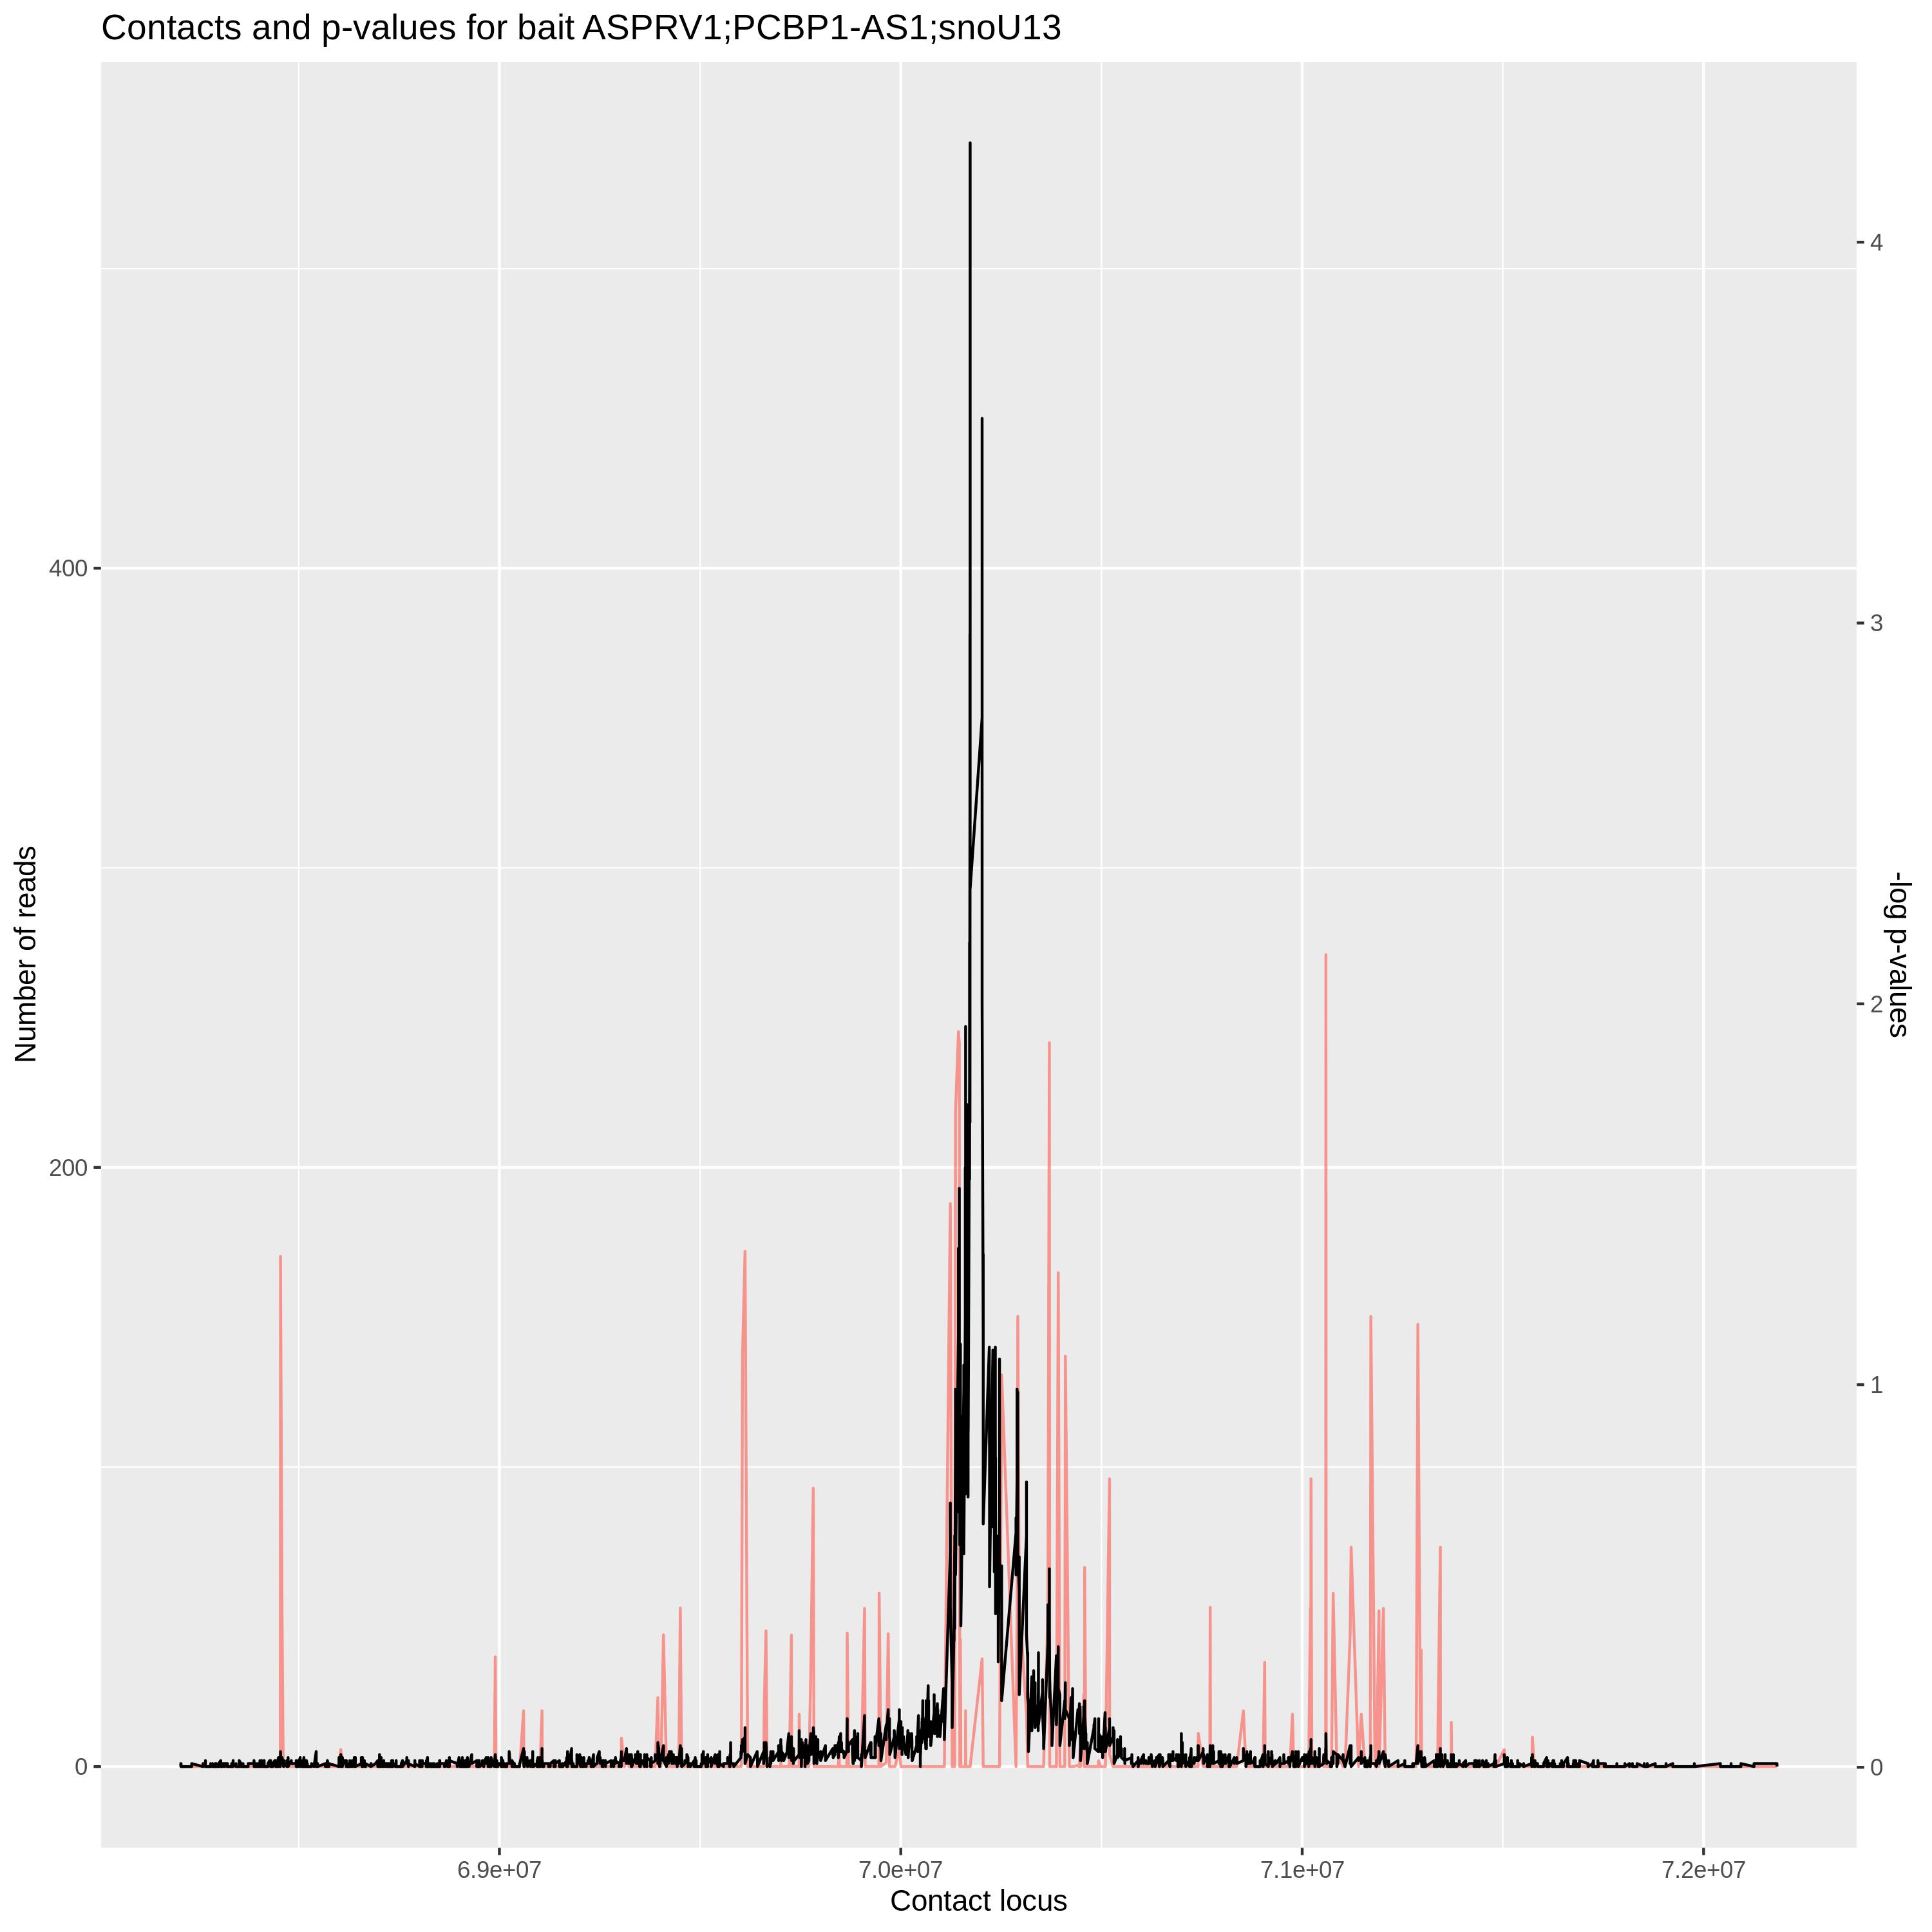 Contacts and p-values for bait ASPRV1;PCBP1-AS1;snoU13
Number of reads
400
200
0
4
3
2
1
0
-log p-values
6.9e+07
7.0e+07
7.1e+07
7.2e+07
Contact locus